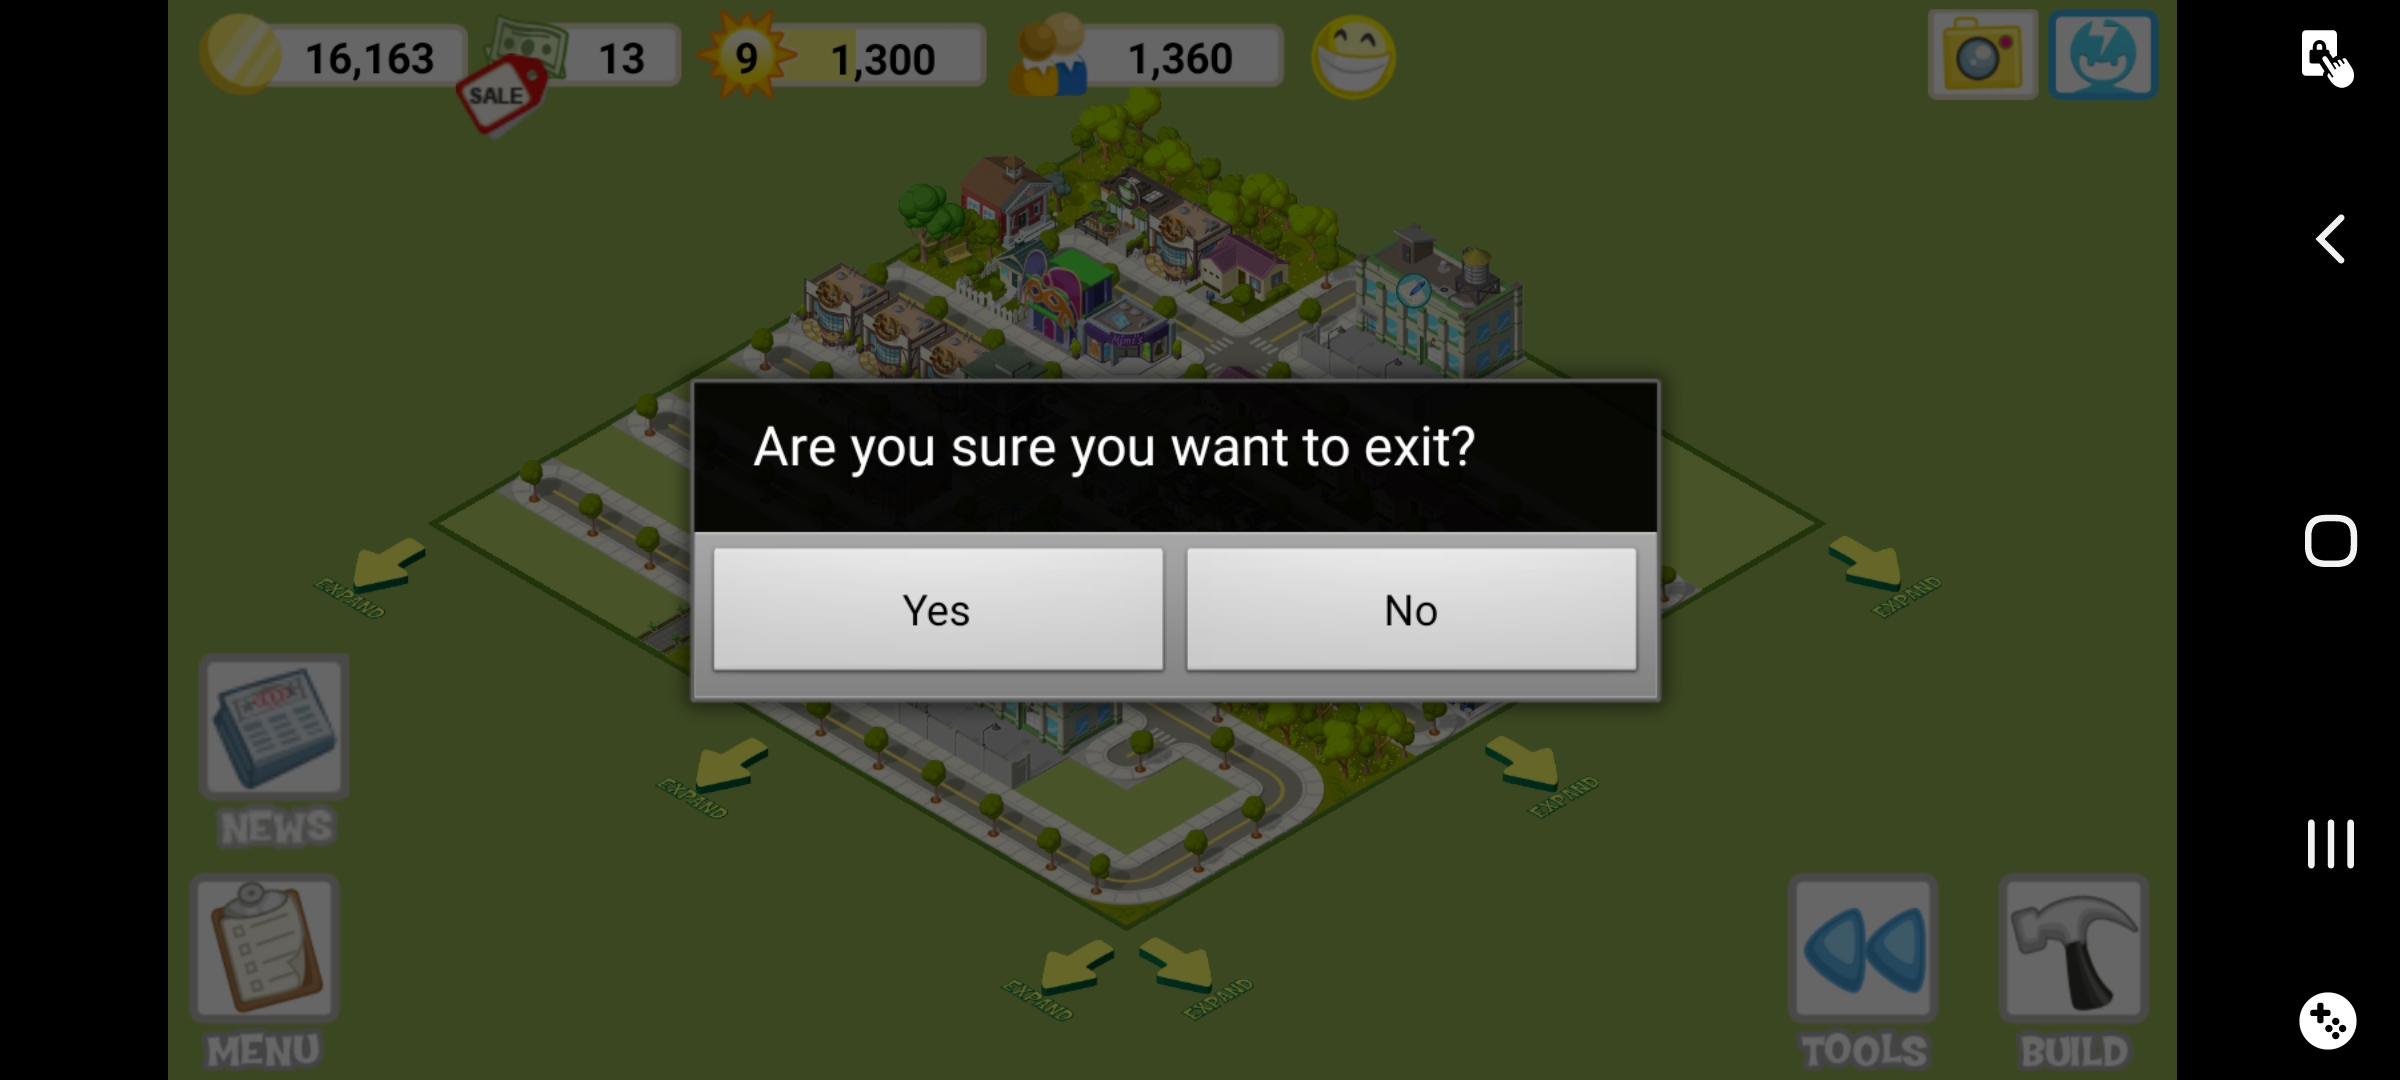 16,163
13
9
1,300
1,360
SALE
Mimi's
Are you sure you want to exit?
Yes
No
EXPAND
EXPAND
EXPAND
EXPAND
EXPAND
EXPAND
NEWS
MENU
TOOLS
BUILD